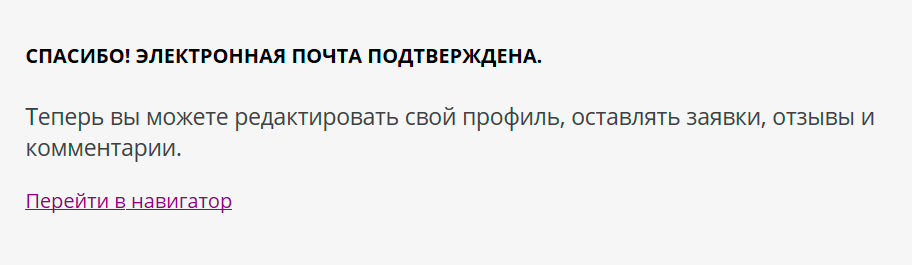 СПАСИБО! ЭЛЕКТРОННАЯ ПОЧТА ПОДТВЕРЖДЕНА.
Теперь вы можете редактировать свой профиль, оставлять заявки, отзывы и
комментарии.
Перейти в навигатор